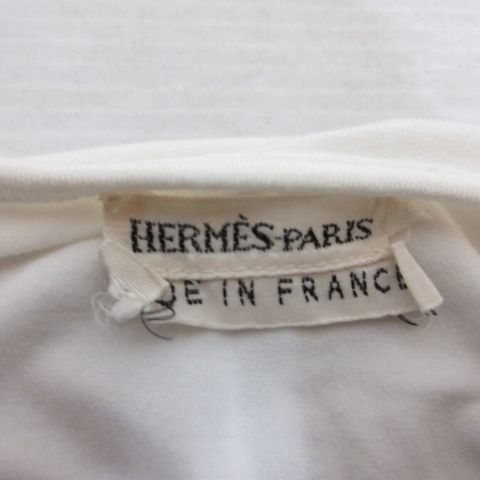 HERMÈS-PARIS
DE IN FRANCE